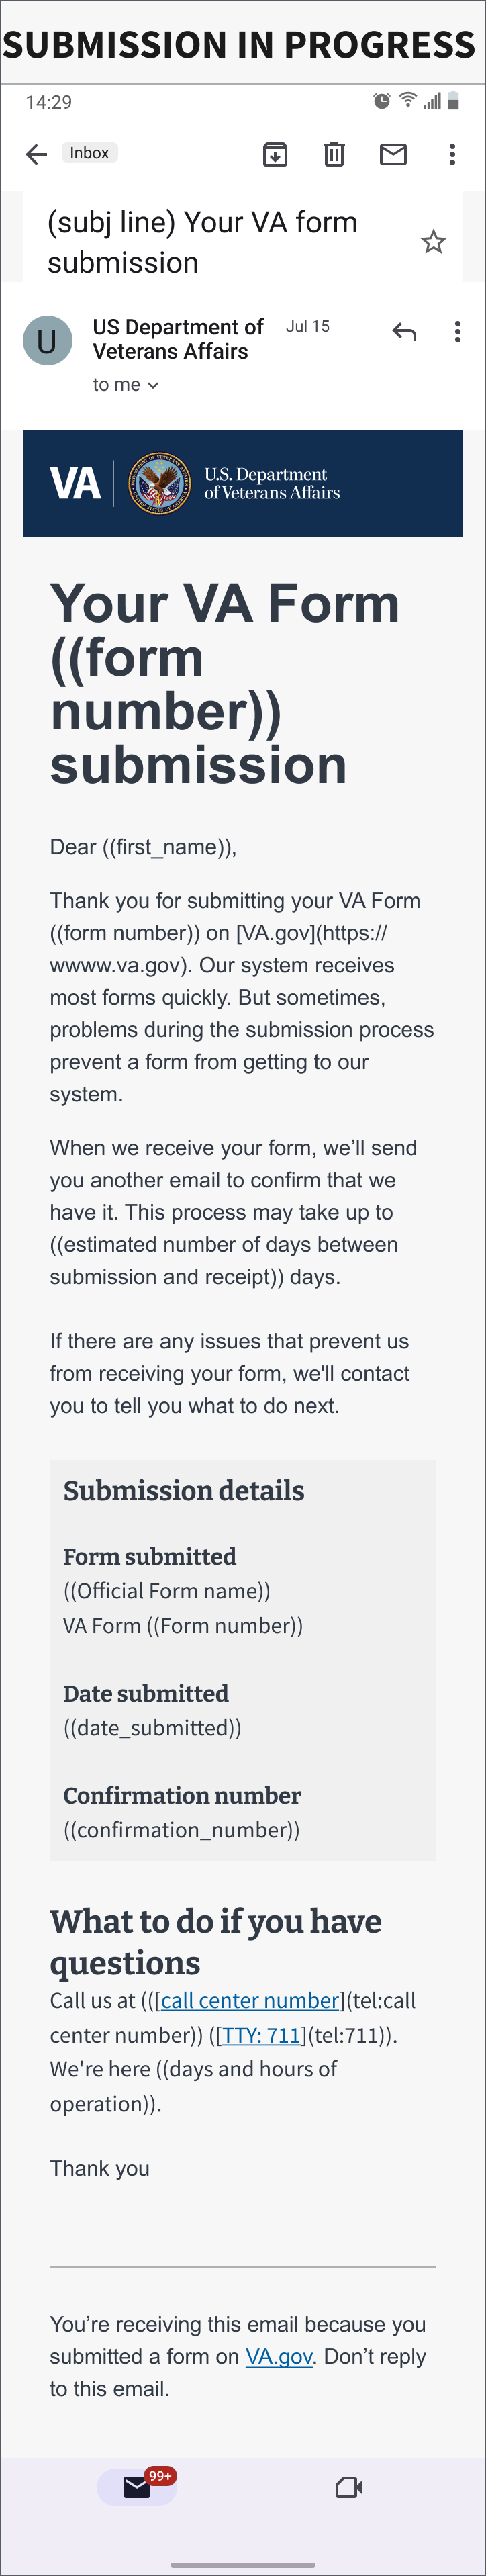 SUBMISSION IN PROGRESS
14:29
Inbox
(subj line) Your VA form
submission
U
US Department of
Veterans Affairs
Jul 15
to me
VA
U.S. Department
of Veterans Affairs
Your VA Form
((form
number))
submission
Dear ((first_name)),
Thank you for submitting your VA Form
((form number)) on [VA.gov](https://
wwww.va.gov). Our system receives
most forms quickly. But sometimes,
problems during the submission process
prevent a form from getting to our
system.
When we receive your form, we’ll send
you another email to confirm that we
have it. This process may take up to
((estimated number of days between
submission and receipt)) days.
If there are any issues that prevent us
from receiving your form, we'll contact
you to tell you what to do next.
Submission details
Form submitted
((Official Form name))
VA Form ((Form number))
Date submitted
((date_submitted))
Confirmation number
((confirmation_number))
What to do if you have
questions
Call us at (([call center number](tel:call
center number)) ([TTY: 711](tel:711)).
We're here ((days and hours of
operation)).
Thank you
You’re receiving this email because you
submitted a form on VA.gov. Don’t reply
to this email.
99+